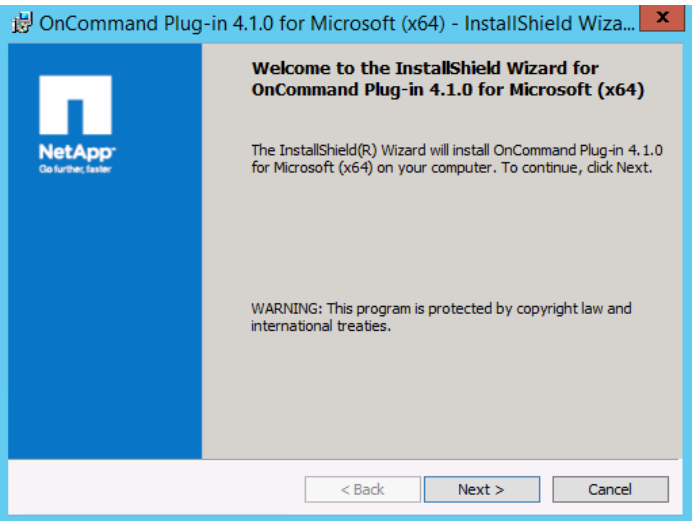 OnCommand Plug-in 4.1.0 for Microsoft (x64) - InstallShield Wiza...
x
Welcome to the InstallShield Wizard for
OnCommand Plug-in 4.1.0 for Microsoft (x64)
NetApp™
Go further, faster
The InstallShield(R) Wizard will install OnCommand Plug-in 4.1.0
for Microsoft (x64) on your computer. To continue, click Next.
WARNING: This program is protected by copyright law and
international treaties.
< Back
Next >
Cancel